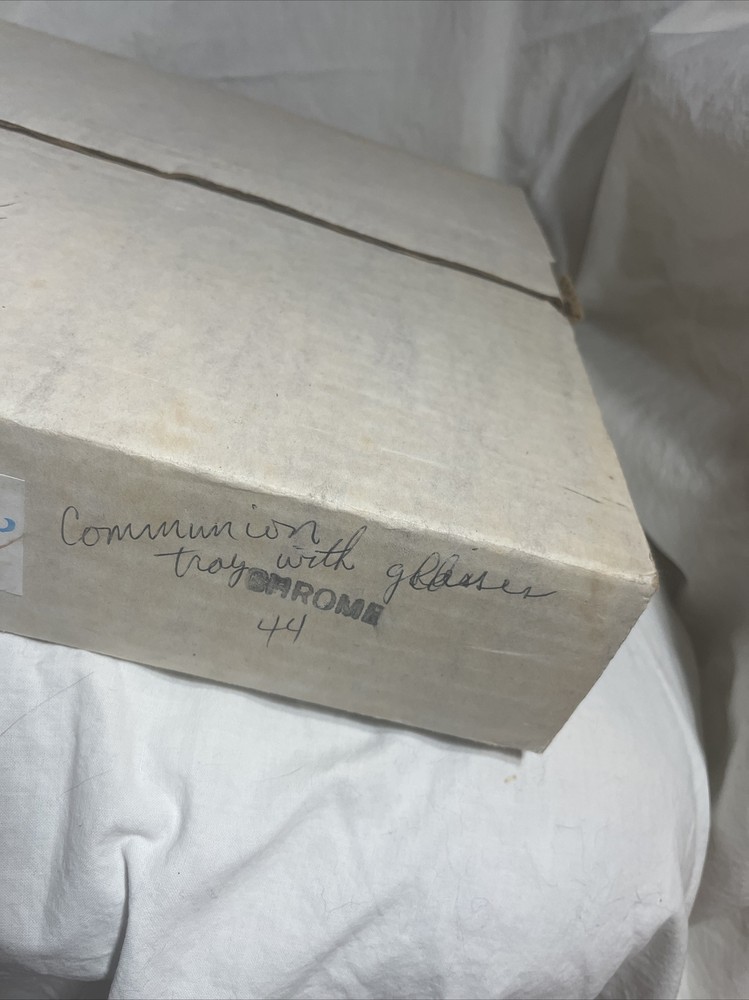 Communion
tray with glasses
CHROME
44